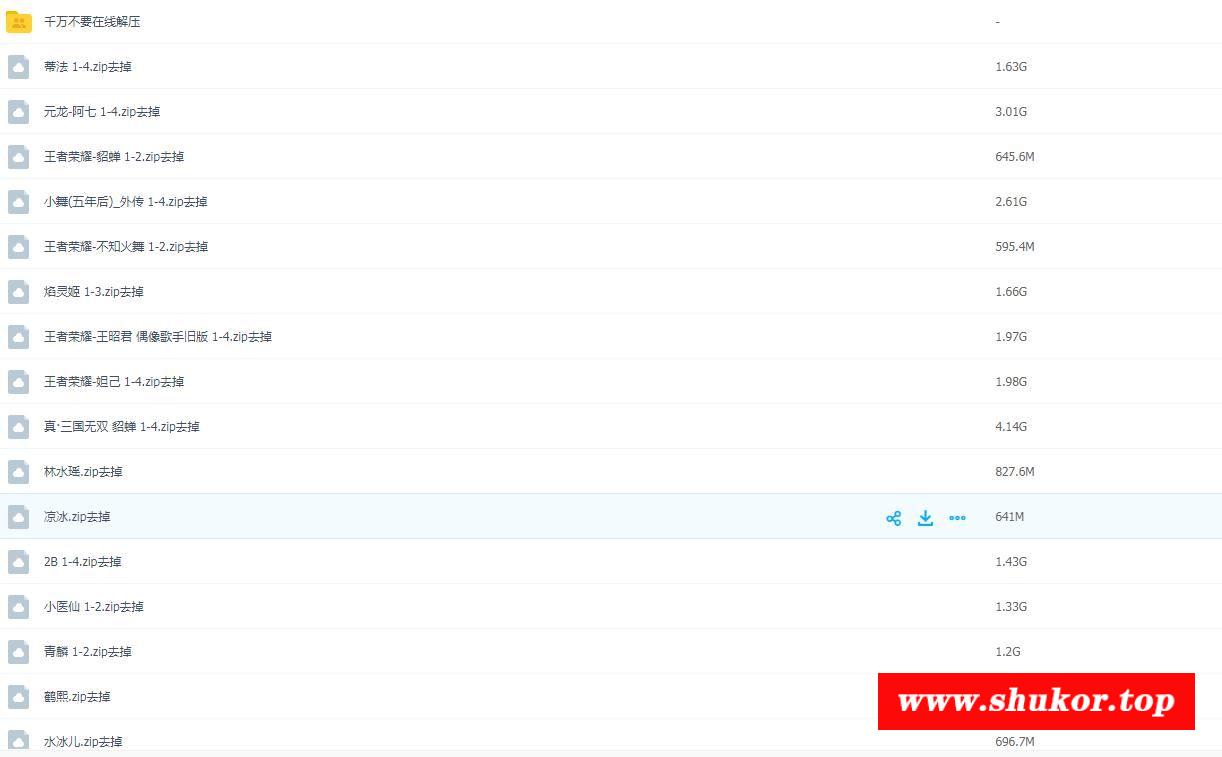 千万不要在线解压 -
蒂法 1-4.zip去掉 1.63G
元龙-阿七 1-4.zip去掉 3.01G
王者荣耀-貂蝉 1-2.zip去掉 645.6M
小舞(五年后)_外传 1-4.zip去掉 2.61G
王者荣耀-不知火舞 1-2.zip去掉 595.4M
焰灵姬 1-3.zip去掉 1.66G
王者荣耀-王昭君 偶像歌手旧版 1-4.zip去掉 1.97G
王者荣耀-妲己 1-4.zip去掉 1.98G
真·三国无双 貂蝉 1-4.zip去掉 4.14G
林水瑶.zip去掉 827.6M
凉冰.zip去掉 641M
2B 1-4.zip去掉 1.43G
小医仙 1-2.zip去掉 1.33G
青麟 1-2.zip去掉 1.2G
鹤熙.zip去掉
www.shukor.top
水冰儿.zip去掉 696.7M